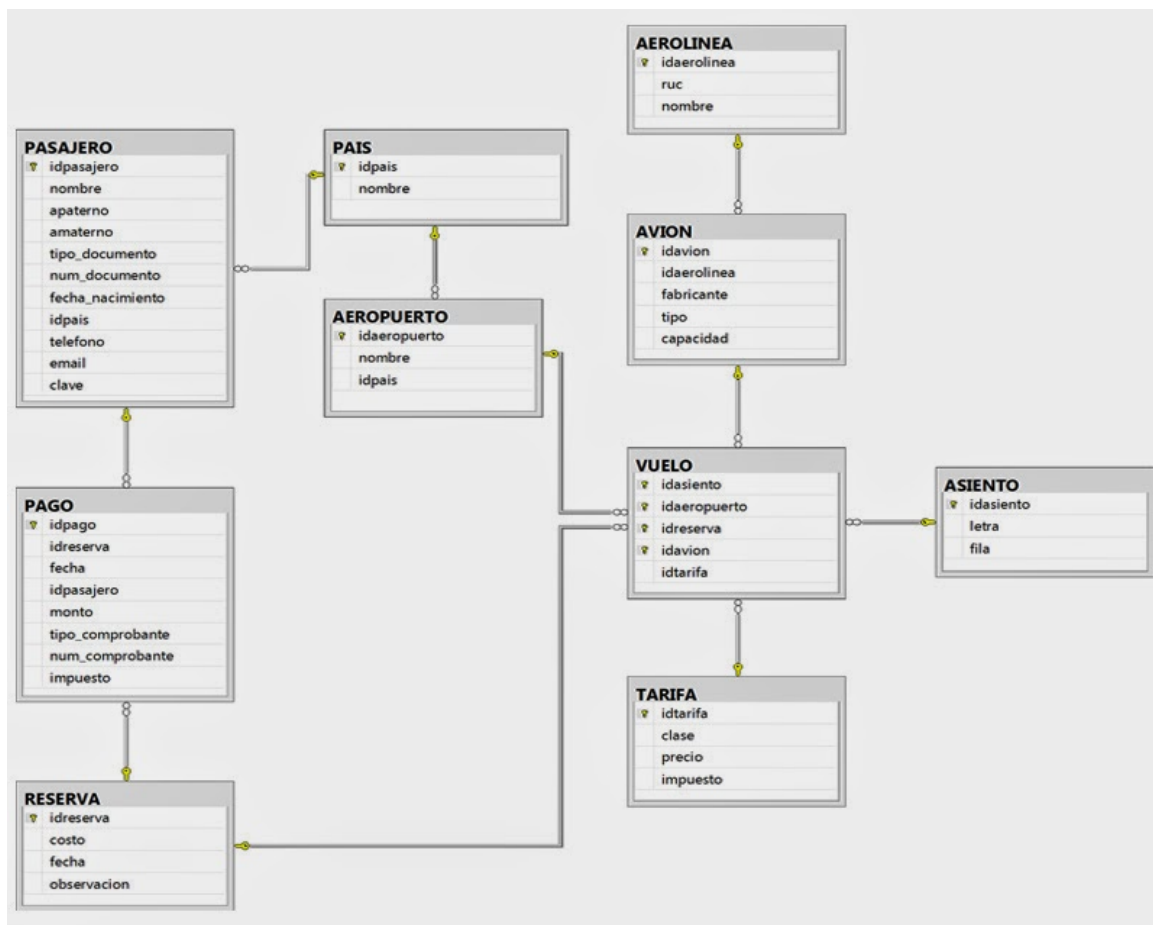 AEROLINEA
idaerolinea
ruc
nombre
PASAJERO
idpasajero
nombre
apaterno
amaterno
tipo_documento
num_documento
fecha_nacimiento
idpais
telefono
email
clave
PAIS
idpais
nombre
AVION
idavion
idaerolinea
fabricante
tipo
capacidad
AEROPUERTO
idaeropuerto
nombre
idpais
VUELO
idasiento
idaeropuerto
idreserva
idavion
idtarifa
ASIENTO
idasiento
letra
fila
PAGO
idpago
idreserva
fecha
idpasajero
monto
tipo_comprobante
num_comprobante
impuesto
TARIFA
idtarifa
clase
precio
impuesto
RESERVA
idreserva
costo
fecha
observacion